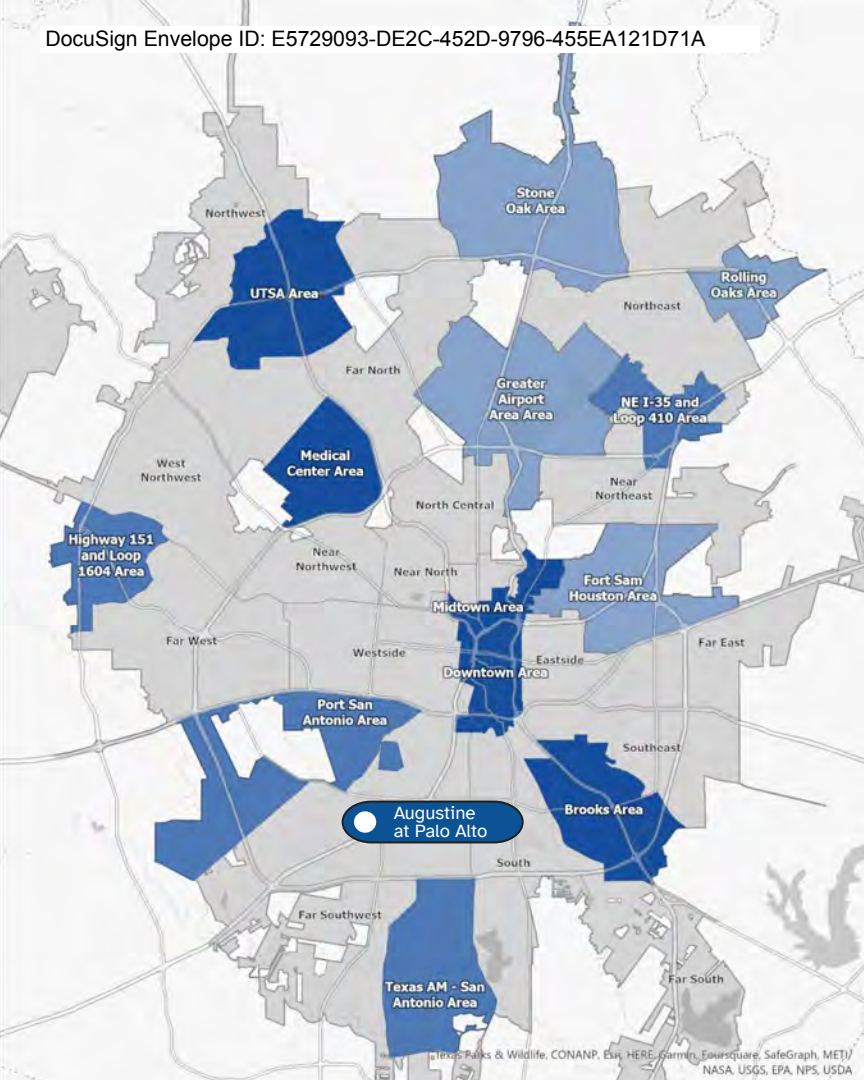 DocuSign Envelope ID: E5729093-DE2C-452D-9796-455EA121D71A
Stone
Oak Area
Northwest
UTSA Area
Rolling
Oaks Area
Northeast
Far North
Greater
Airport
Area Area
NE I-35 and
Loop 410 Area
Medical
Center Area
West
Northwest
Near
Northeast
North Central
Highway 151
and Loop
1604 Area
Near
Northwest
Near North
Fort Sam
Houston Area
Midtown Area
Far West
Westside
Eastside
Far East
Downtown Area
Port San
Antonio Area
Southeast
Brooks Area
Augustine
at Palo Alto
South
Far Southwest
Far South
Texas AM - San
Antonio Area
Texas Parks & Wildlife, CONANP, Esri, HERE, Garmin, Foursquare, SafeGraph, METI/
NASA, USGS, EPA, NPS, USDA